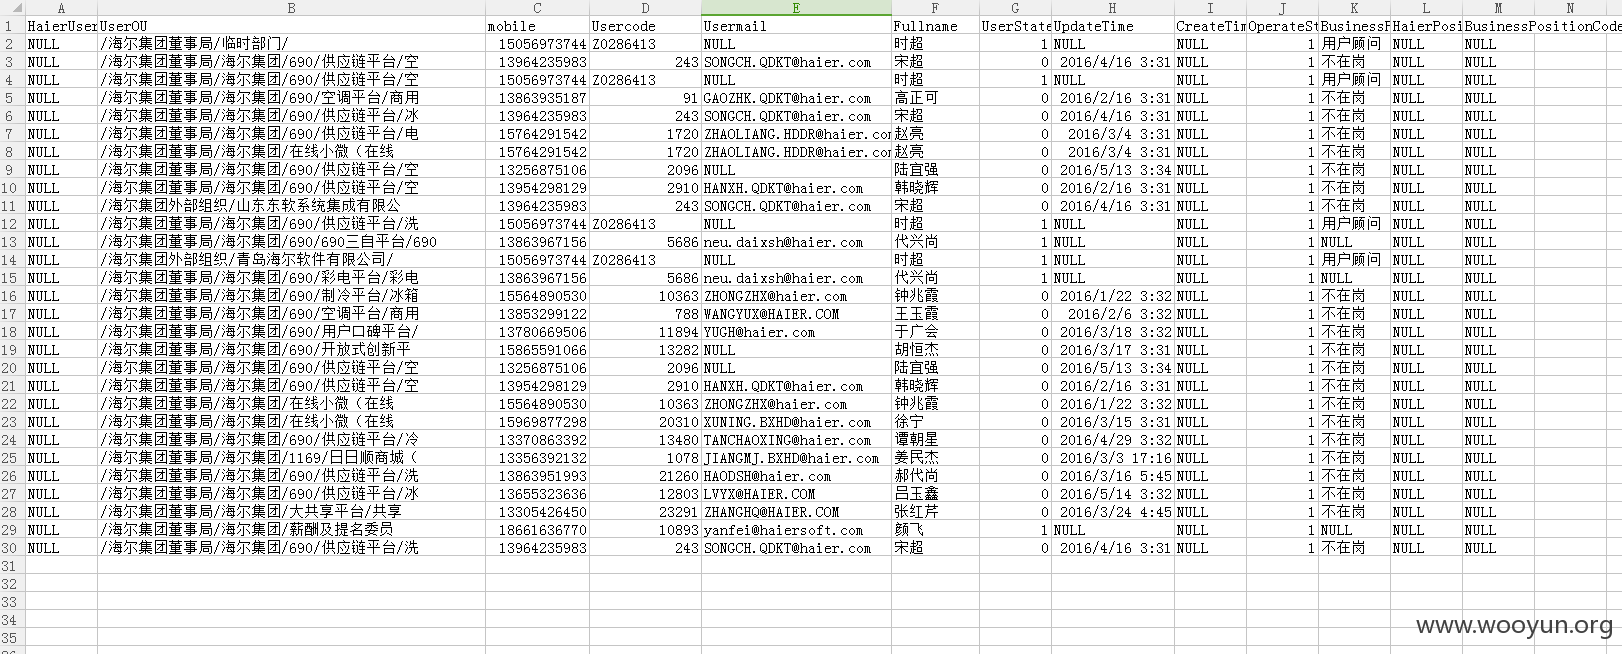 A B C D E F G H I J K L M N
1 HaierUser UserOU mobile Usercode Usermail Fullname UserState UpdateTime CreateTim OperateSt BusinessP HaierPosi BusinessPositionCode
2 NULL /海尔集团董事局/临时部门/ 15056973744 Z0286413 NULL 时超 1 NULL NULL 1 用户顾问 NULL NULL
3 NULL /海尔集团董事局/海尔集团/690/供应链平台/空 13964235983 243 SONGCH.QDKT@haier.com 宋超 0 2016/4/16 3:31 NULL 1 不在岗 NULL NULL
4 NULL /海尔集团董事局/海尔集团/690/供应链平台/空 15056973744 Z0286413 NULL 时超 1 NULL NULL 1 用户顾问 NULL NULL
5 NULL /海尔集团董事局/海尔集团/690/空调平台/商用 13863935187 91 GAOZHK.QDKT@haier.com 高正可 0 2016/2/16 3:31 NULL 1 不在岗 NULL NULL
6 NULL /海尔集团董事局/海尔集团/690/供应链平台/冰 13964235983 243 SONGCH.QDKT@haier.com 宋超 0 2016/4/16 3:31 NULL 1 不在岗 NULL NULL
7 NULL /海尔集团董事局/海尔集团/690/供应链平台/电 15764291542 1720 ZHAOLIANG.HDDR@haier.com 赵亮 0 2016/3/4 3:31 NULL 1 不在岗 NULL NULL
8 NULL /海尔集团董事局/海尔集团/在线小微（在线 15764291542 1720 ZHAOLIANG.HDDR@haier.com 赵亮 0 2016/3/4 3:31 NULL 1 不在岗 NULL NULL
9 NULL /海尔集团董事局/海尔集团/690/供应链平台/空 13256875106 2096 NULL 陆宜强 0 2016/5/13 3:34 NULL 1 不在岗 NULL NULL
10 NULL /海尔集团董事局/海尔集团/690/供应链平台/空 13954298129 2910 HANXH.QDKT@haier.com 韩晓辉 0 2016/2/16 3:31 NULL 1 不在岗 NULL NULL
11 NULL /海尔集团外部组织/山东东软系统集成有限公 13964235983 243 SONGCH.QDKT@haier.com 宋超 0 2016/4/16 3:31 NULL 1 不在岗 NULL NULL
12 NULL /海尔集团董事局/海尔集团/690/供应链平台/洗 15056973744 Z0286413 NULL 时超 1 NULL NULL 1 用户顾问 NULL NULL
13 NULL /海尔集团董事局/海尔集团/690/690三自平台/690 13863967156 5686 neu.daixsh@haier.com 代兴尚 1 NULL NULL 1 NULL NULL NULL
14 NULL /海尔集团外部组织/青岛海尔软件有限公司/ 15056973744 Z0286413 NULL 时超 1 NULL NULL 1 用户顾问 NULL NULL
15 NULL /海尔集团董事局/海尔集团/690/彩电平台/彩电 13863967156 5686 neu.daixsh@haier.com 代兴尚 1 NULL NULL 1 NULL NULL NULL
16 NULL /海尔集团董事局/海尔集团/690/制冷平台/冰箱 15564890530 10363 ZHONGZHX@haier.com 钟兆霞 0 2016/1/22 3:32 NULL 1 不在岗 NULL NULL
17 NULL /海尔集团董事局/海尔集团/690/空调平台/商用 13853299122 788 WANGYUX@HAIER.COM 王玉霞 0 2016/2/6 3:32 NULL 1 不在岗 NULL NULL
18 NULL /海尔集团董事局/海尔集团/690/用户口碑平台/ 13780669506 11894 YUGH@haier.com 于广会 0 2016/3/18 3:32 NULL 1 不在岗 NULL NULL
19 NULL /海尔集团董事局/海尔集团/690/开放式创新平 15865591066 13282 NULL 胡恒杰 0 2016/3/17 3:31 NULL 1 不在岗 NULL NULL
20 NULL /海尔集团董事局/海尔集团/690/供应链平台/空 13256875106 2096 NULL 陆宜强 0 2016/5/13 3:34 NULL 1 不在岗 NULL NULL
21 NULL /海尔集团董事局/海尔集团/690/供应链平台/空 13954298129 2910 HANXH.QDKT@haier.com 韩晓辉 0 2016/2/16 3:31 NULL 1 不在岗 NULL NULL
22 NULL /海尔集团董事局/海尔集团/在线小微（在线 15564890530 10363 ZHONGZHX@haier.com 钟兆霞 0 2016/1/22 3:32 NULL 1 不在岗 NULL NULL
23 NULL /海尔集团董事局/海尔集团/在线小微（在线 15969877298 20310 XUNING.BXHD@haier.com 徐宁 0 2016/3/15 3:31 NULL 1 不在岗 NULL NULL
24 NULL /海尔集团董事局/海尔集团/690/供应链平台/冷 13370863392 13480 TANCHAOXING@haier.com 谭朝星 0 2016/4/29 3:32 NULL 1 不在岗 NULL NULL
25 NULL /海尔集团董事局/海尔集团/1169/日日顺商城（ 13356392132 1078 JIANGMJ.BXHD@haier.com 姜民杰 0 2016/3/3 17:16 NULL 1 不在岗 NULL NULL
26 NULL /海尔集团董事局/海尔集团/690/供应链平台/洗 13863951993 21260 HAODSH@haier.com 郝代尚 0 2016/3/16 5:45 NULL 1 不在岗 NULL NULL
27 NULL /海尔集团董事局/海尔集团/690/供应链平台/冰 13655323636 12803 LVYX@HAIER.COM 吕玉鑫 0 2016/5/14 3:32 NULL 1 不在岗 NULL NULL
28 NULL /海尔集团董事局/海尔集团/大共享平台/共享 13305426450 23291 ZHANGHQ@HAIER.COM 张红芹 0 2016/3/24 4:45 NULL 1 不在岗 NULL NULL
29 NULL /海尔集团董事局/海尔集团/薪酬及提名委员 18661636770 10893 yanfei@haiersoft.com 颜飞 1 NULL NULL 1 NULL NULL NULL
30 NULL /海尔集团董事局/海尔集团/690/供应链平台/洗 13964235983 243 SONGCH.QDKT@haier.com 宋超 0 2016/4/16 3:31 NULL 1 不在岗 NULL NULL
31
32
33
34
35
www.wooyun.org